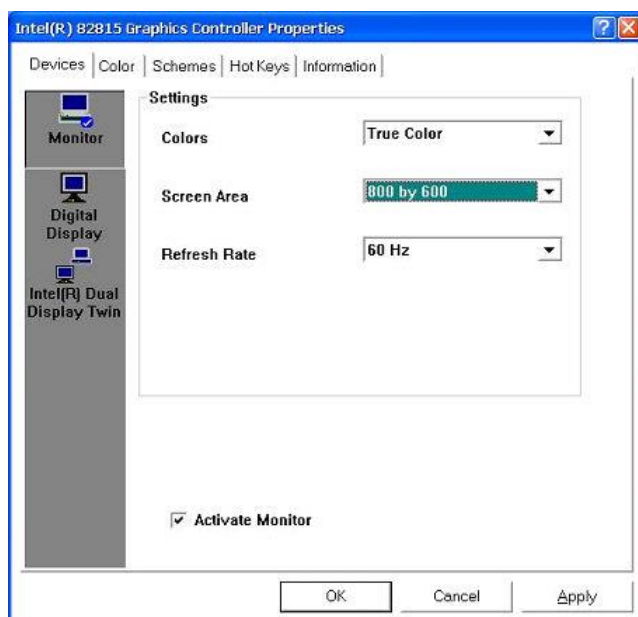 Intel(R) 82815 Graphics Controller Properties
Devices
Color
Schemes
Hot Keys
Information
Monitor
Digital
Display
Intel(R) Dual
Display Twin
Settings
Colors
True Color
Screen Area
800 by 600
Refresh Rate
60 Hz
Activate Monitor
OK
Cancel
Apply